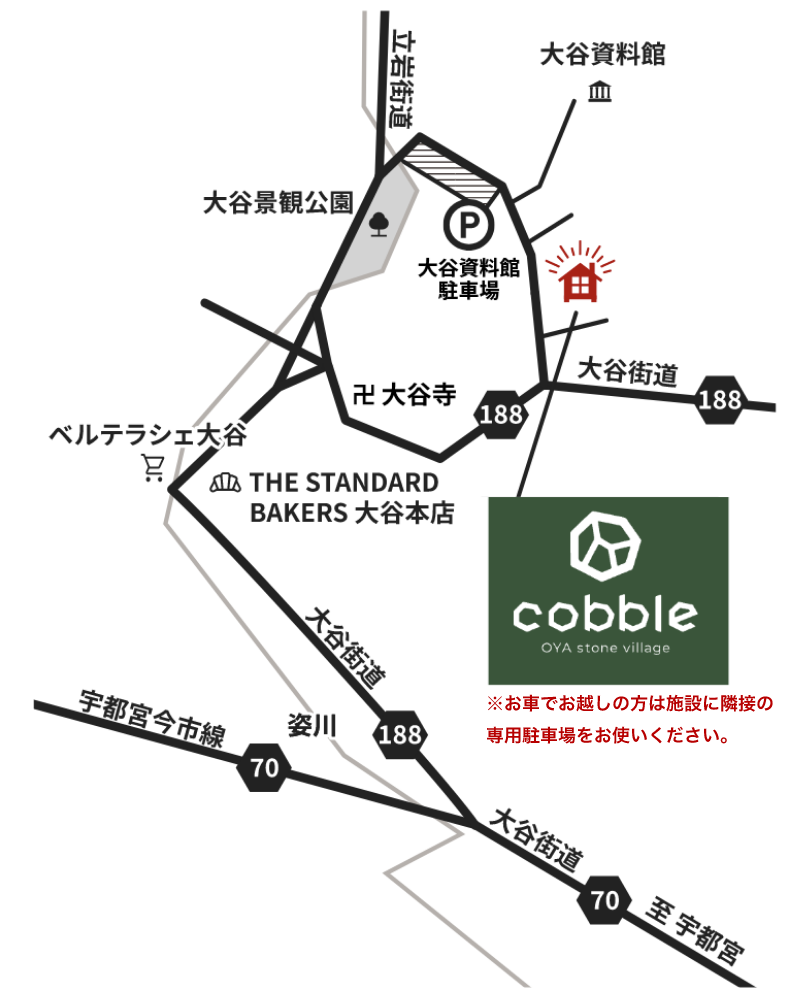 立岩街道
大谷資料館
大谷景観公園
P
大谷資料館
駐車場
大谷街道
188
卍 大谷寺
188
ベルテラシェ大谷
THE STANDARD
BAKERS 大谷本店
cobble
OYA stone village
※お車でお越しの方は施設に隣接の
専用駐車場をお使いください。
大谷街道
188
姿川
宇都宮今市線
70
大谷街道
70
至 宇都宮